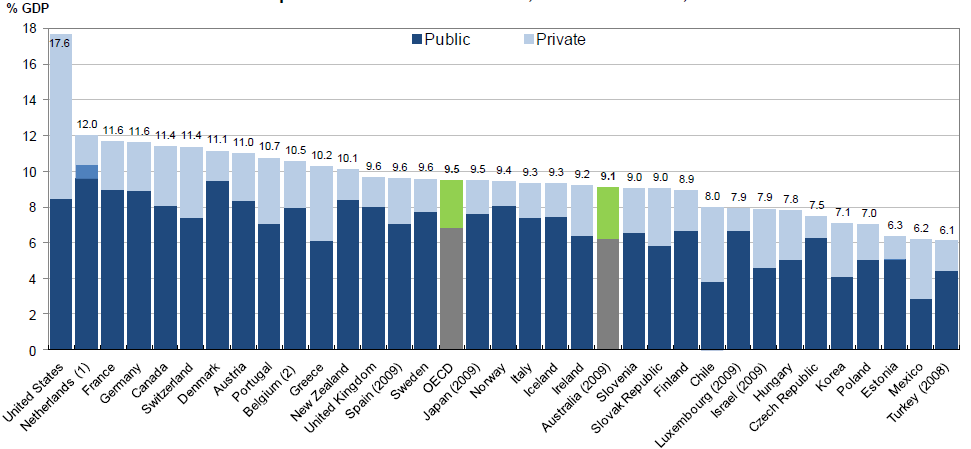 % GDP
18
16
14
12
10
8
6
4
2
0
Public
Private
17.6
12.0
11.6
11.6
11.4
11.4
11.1
11.0
10.7
10.5
10.2
10.1
9.6
9.6
9.6
9.5
9.5
9.4
9.3
9.3
9.2
9.1
9.0
9.0
8.9
8.0
7.9
7.9
7.8
7.5
7.1
7.0
6.3
6.2
6.1
United States
Netherlands (1)
France
Germany
Canada
Switzerland
Denmark
Austria
Portugal
Belgium (2)
Greece
New Zealand
United Kingdom
Spain (2009)
Sweden
OECD
Japan (2009)
Norway
Italy
Iceland
Ireland
Australia (2009)
Slovenia
Slovak Republic
Finland
Chile
Luxembourg (2009)
Israel (2009)
Hungary
Czech Republic
Korea
Poland
Estonia
Mexico
Turkey (2008)